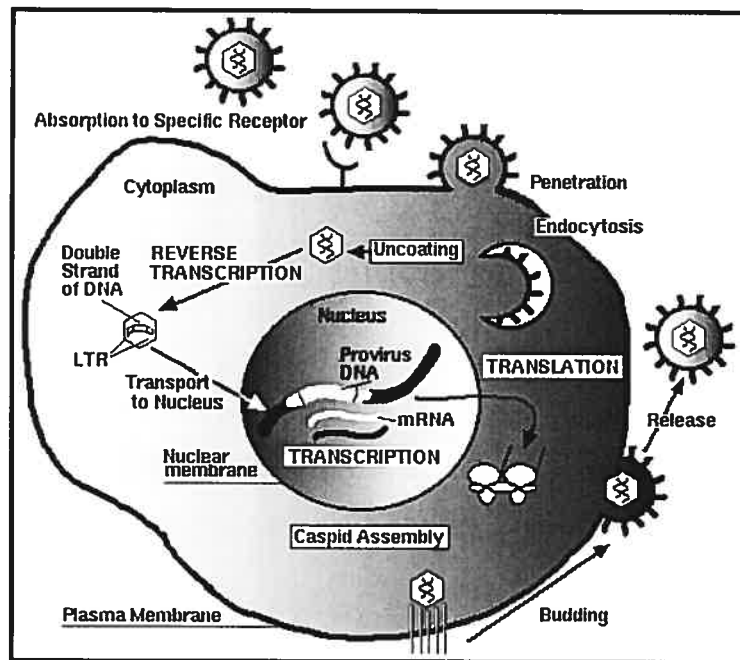 Absorption to Specific Receptor
Cytoplasm
Penetration
Endocytosis
Double
Strand
of DNA
REVERSE
TRANSCRIPTION
Uncoating
Nucleus
LTR
Provirus
DNA
TRANSLATION
Transport
to Nucleus
mRNA
Release
Nuclear
membrane
TRANSCRIPTION
Caspid Assembly
Plasma Membrane
Budding